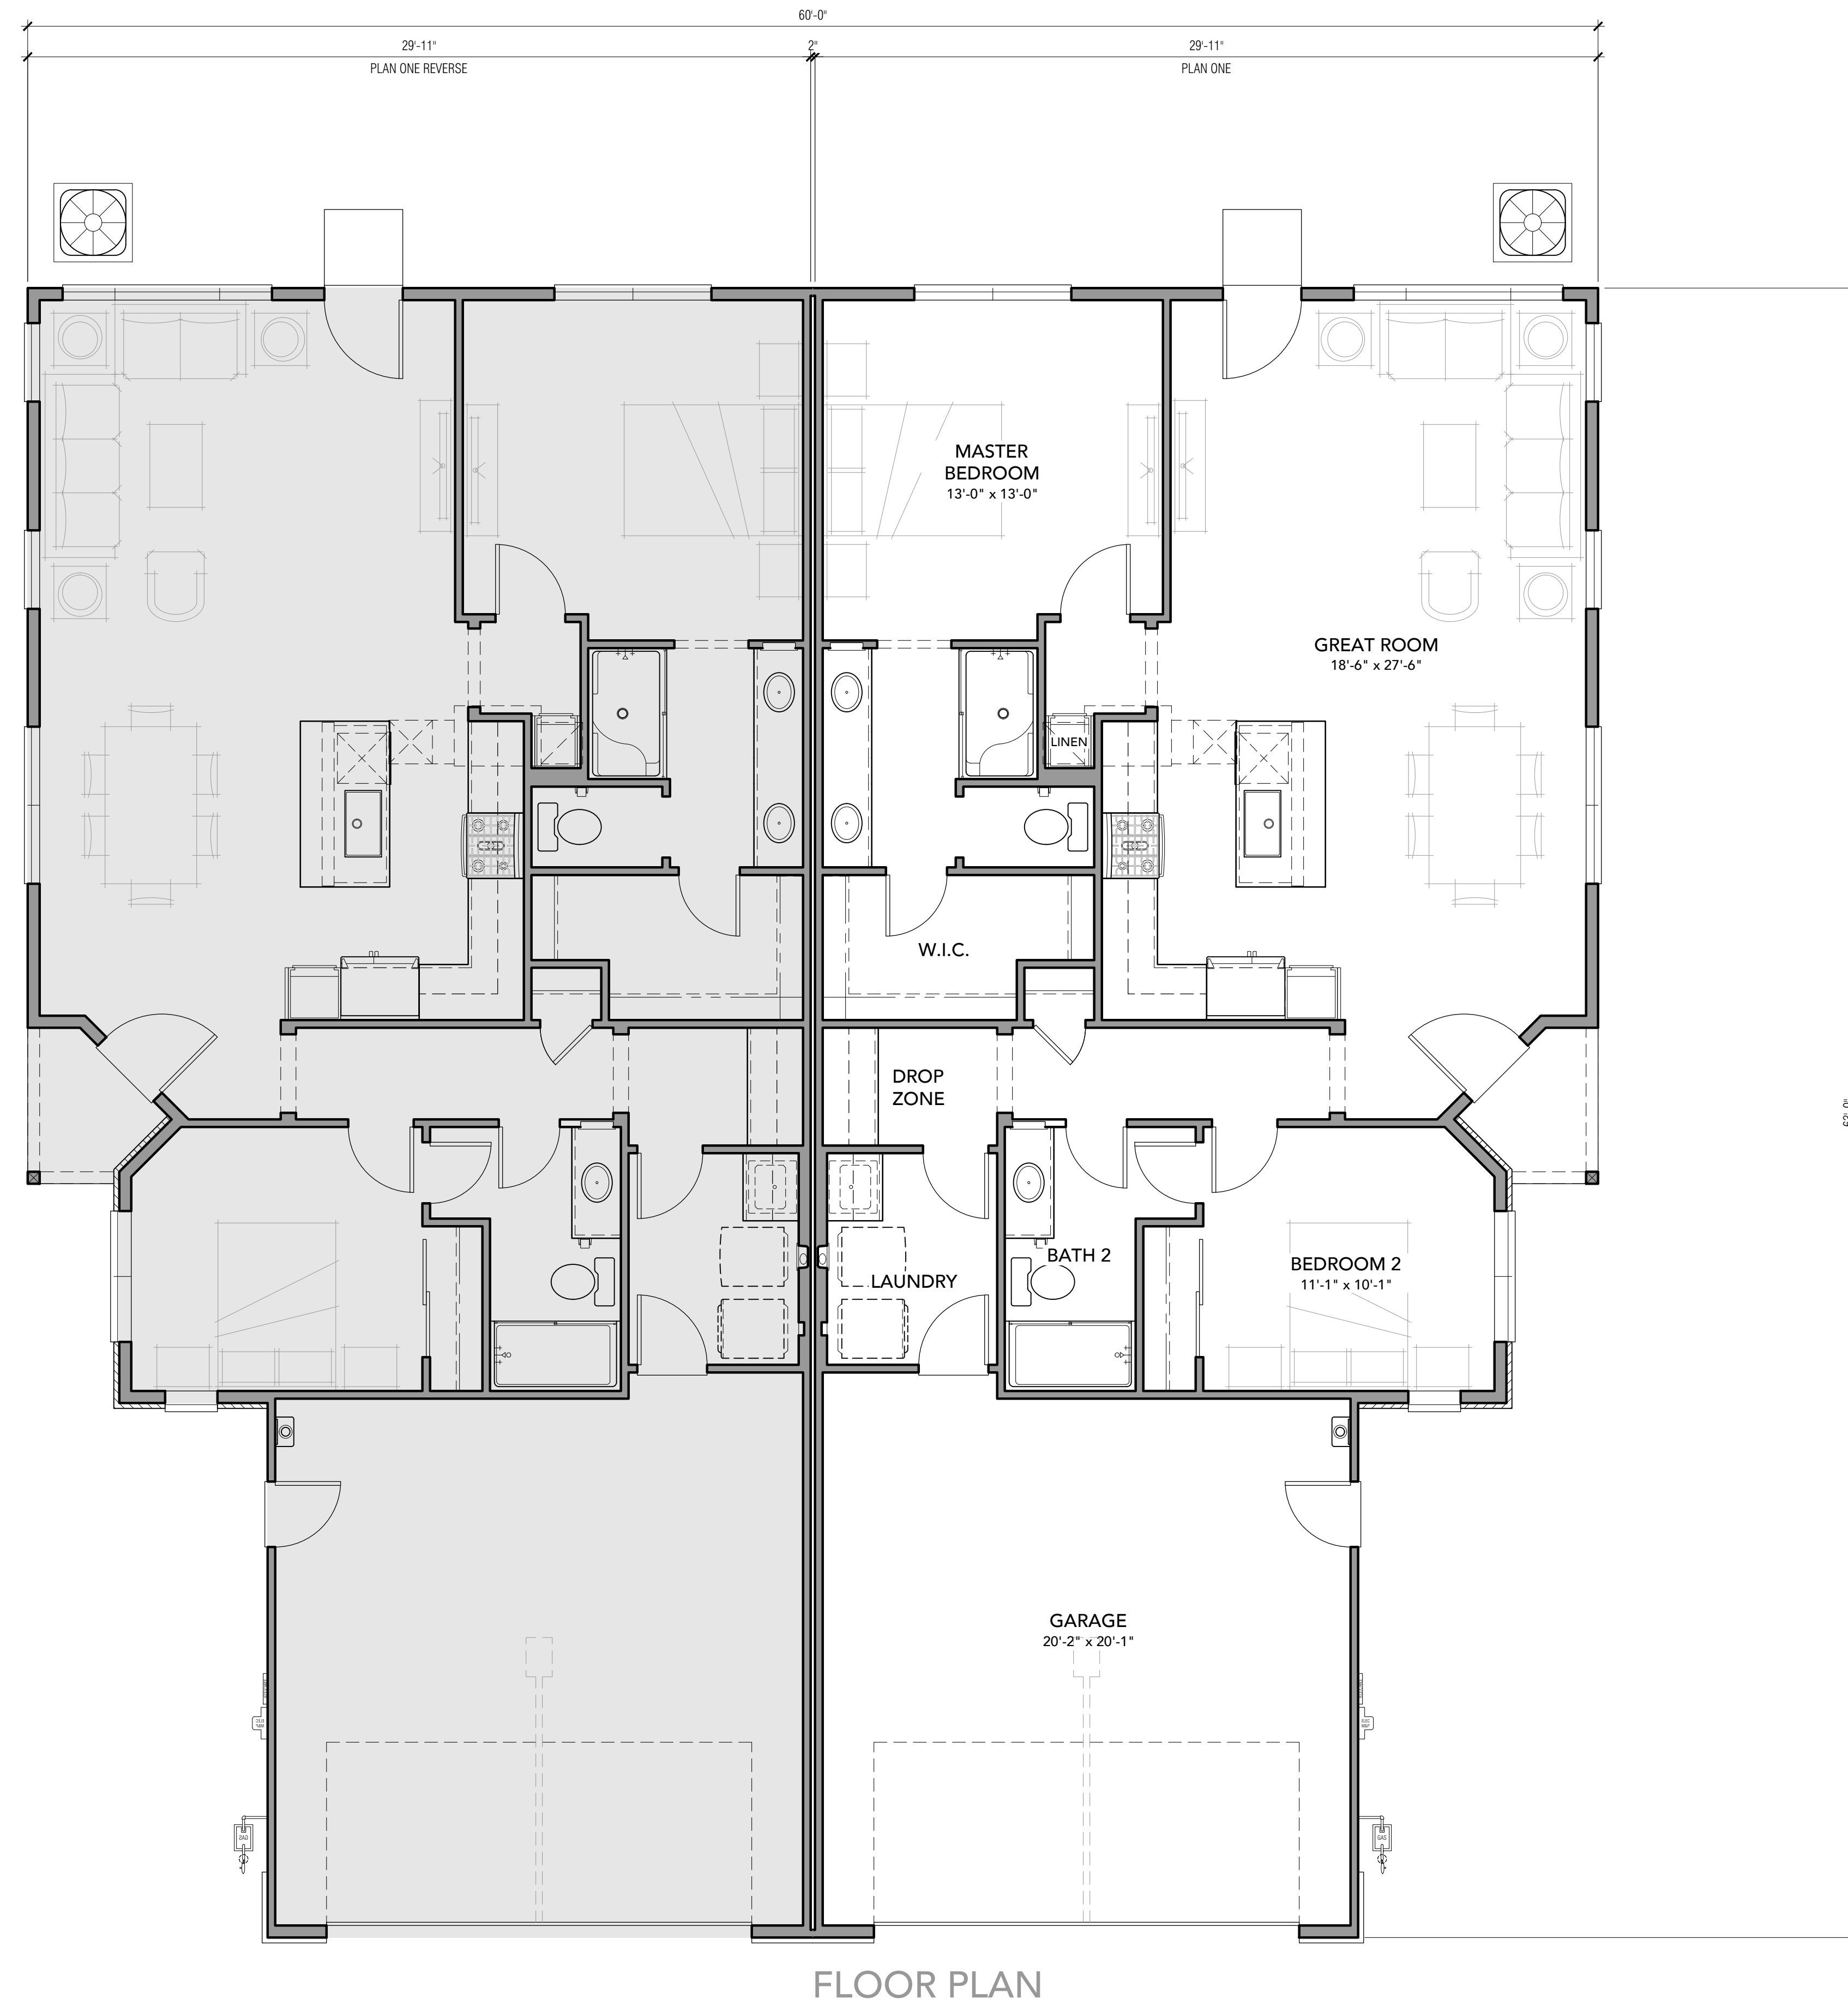 60'-0"
29'-11"
2"
29'-11"
PLAN ONE REVERSE
PLAN ONE
MASTER
BEDROOM
13'-0" x 13'-0"
GREAT ROOM
18'-6" x 27'-6"
LINEN
W.I.C.
DROP
ZONE
BATH 2
BEDROOM 2
11'-1" x 10'-1"
LAUNDRY
GARAGE
20'-2" x 20'-1"
GAS
GAS
FLOOR PLAN